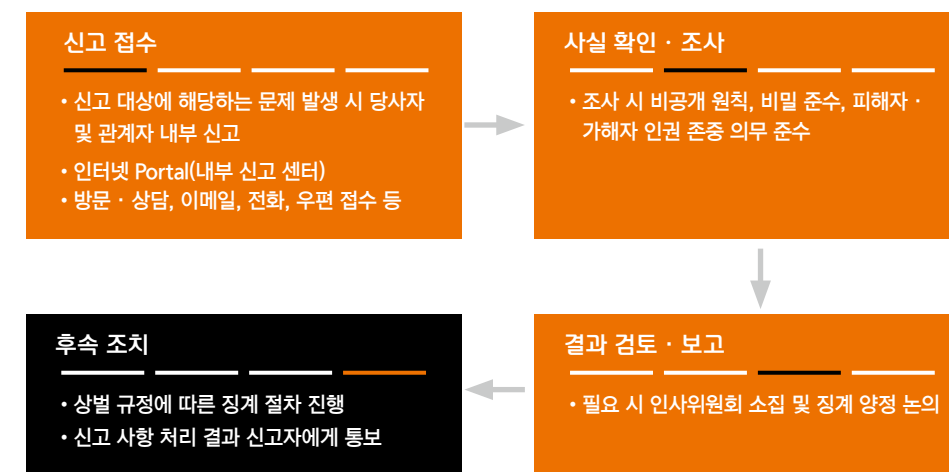 신고 접수
• 신고 대상에 해당하는 문제 발생 시 당사자
및 관계자 내부 신고
• 인터넷 Portal(내부 신고 센터)
• 방문 · 상담, 이메일, 전화, 우편 접수 등
사실 확인 · 조사
• 조사 시 비공개 원칙, 비밀 준수, 피해자 ·
가해자 인권 존중 의무 준수
결과 검토 · 보고
• 필요 시 인사위원회 소집 및 징계 양정 논의
후속 조치
• 상벌 규정에 따른 징계 절차 진행
• 신고 사항 처리 결과 신고자에게 통보